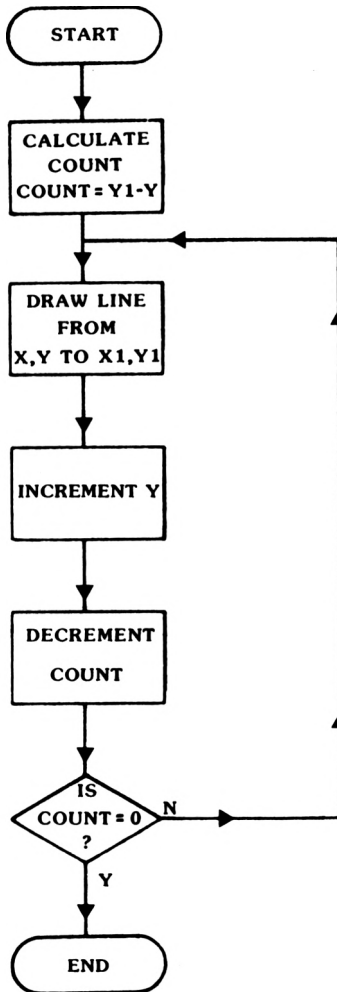 START
CALCULATE
COUNT
COUNT=Y1-Y
DRAW LINE
FROM
X,Y TO X1,Y1
INCREMENT Y
DECREMENT
COUNT
IS
COUNT=0
?
N
Y
END